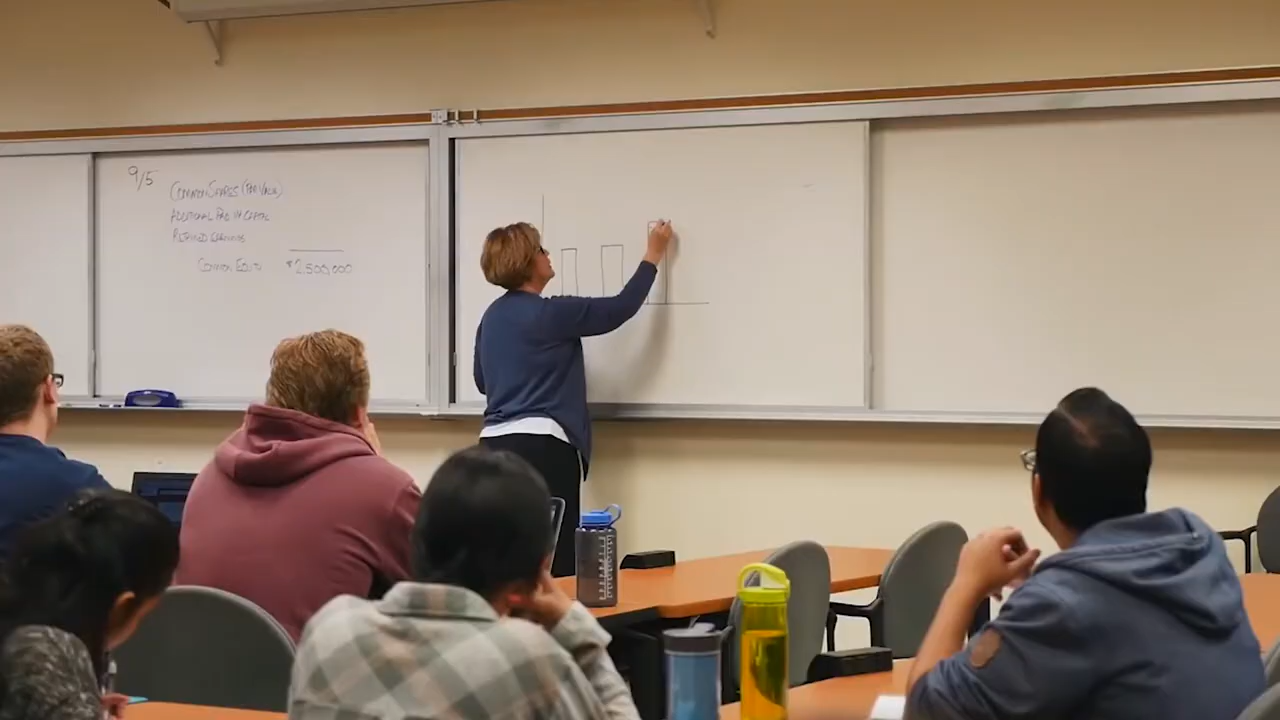 9/5
COMMON SHARES (PAR VALUE)
ADDITIONAL PAID IN CAPITAL
RETAINED EARNINGS
COMMON EQUITY $2,500,000